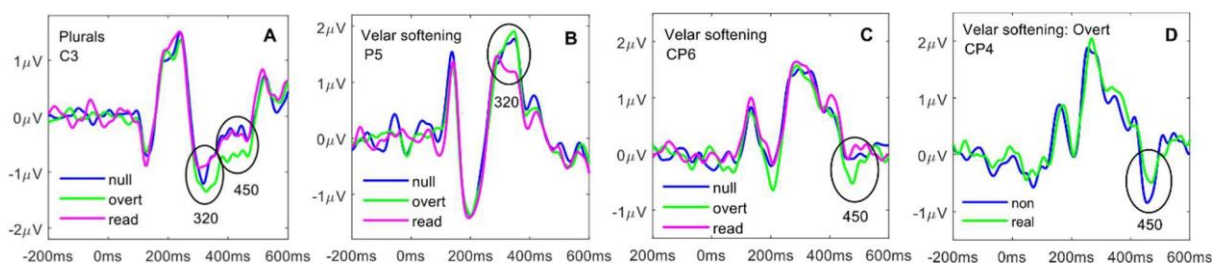 Plurals
C3
A
1μV
0μV
-1μV
-2μV
null
overt
read
320
450
-200ms 0ms 200ms 400ms 600ms
Velar softening
P5
B
2μV
1μV
0μV
-1μV
null
overt
read
320
-200ms 0ms 200ms 400ms 600ms
Velar softening
CP6
C
2μV
1μV
0μV
-1μV
null
overt
read
450
-200ms 0ms 200ms 400ms 600ms
Velar softening: Overt
CP4
D
2μV
1μV
0μV
-1μV
non
real
450
-200ms 0ms 200ms 400ms 600ms